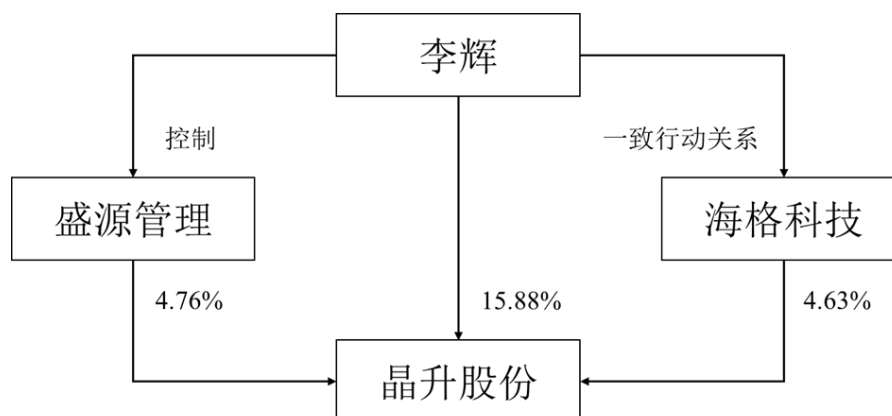 李辉
控制
一致行动关系
盛源管理
海格科技
4.76%
15.88%
4.63%
晶升股份